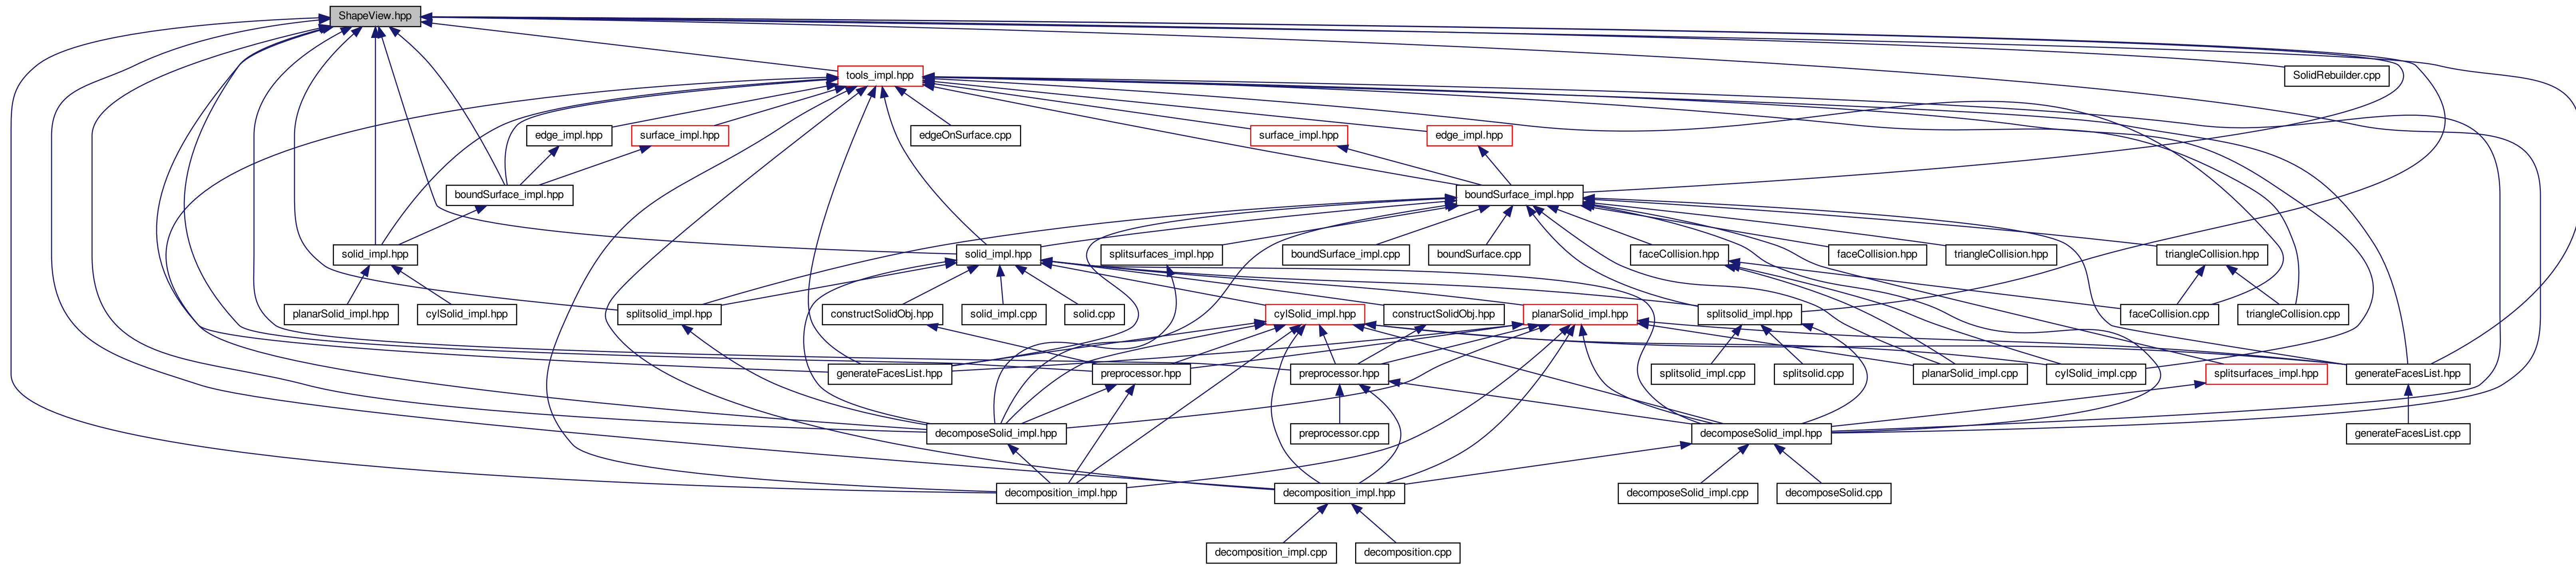 ShapeView.hpp
tools_impl.hpp
SolidRebuilder.cpp
edge_impl.hpp
surface_impl.hpp
edgeOnSurface.cpp
surface_impl.hpp
edge_impl.hpp
boundSurface_impl.hpp
boundSurface_impl.hpp
solid_impl.hpp
solid_impl.hpp
splitsurfaces_impl.hpp
boundSurface_impl.cpp
boundSurface.cpp
faceCollision.hpp
faceCollision.hpp
triangleCollision.hpp
triangleCollision.hpp
planarSolid_impl.hpp
cylSolid_impl.hpp
splitsolid_impl.hpp
constructSolidObj.hpp
solid_impl.cpp
solid.cpp
cylSolid_impl.hpp
constructSolidObj.hpp
planarSolid_impl.hpp
splitsolid_impl.hpp
faceCollision.cpp
triangleCollision.cpp
generateFacesList.hpp
preprocessor.hpp
preprocessor.hpp
splitsolid_impl.cpp
splitsolid.cpp
planarSolid_impl.cpp
cylSolid_impl.cpp
splitsurfaces_impl.hpp
generateFacesList.hpp
decomposeSolid_impl.hpp
preprocessor.cpp
decomposeSolid_impl.hpp
generateFacesList.cpp
decomposition_impl.hpp
decomposition_impl.hpp
decomposeSolid_impl.cpp
decomposeSolid.cpp
decomposition_impl.cpp
decomposition.cpp